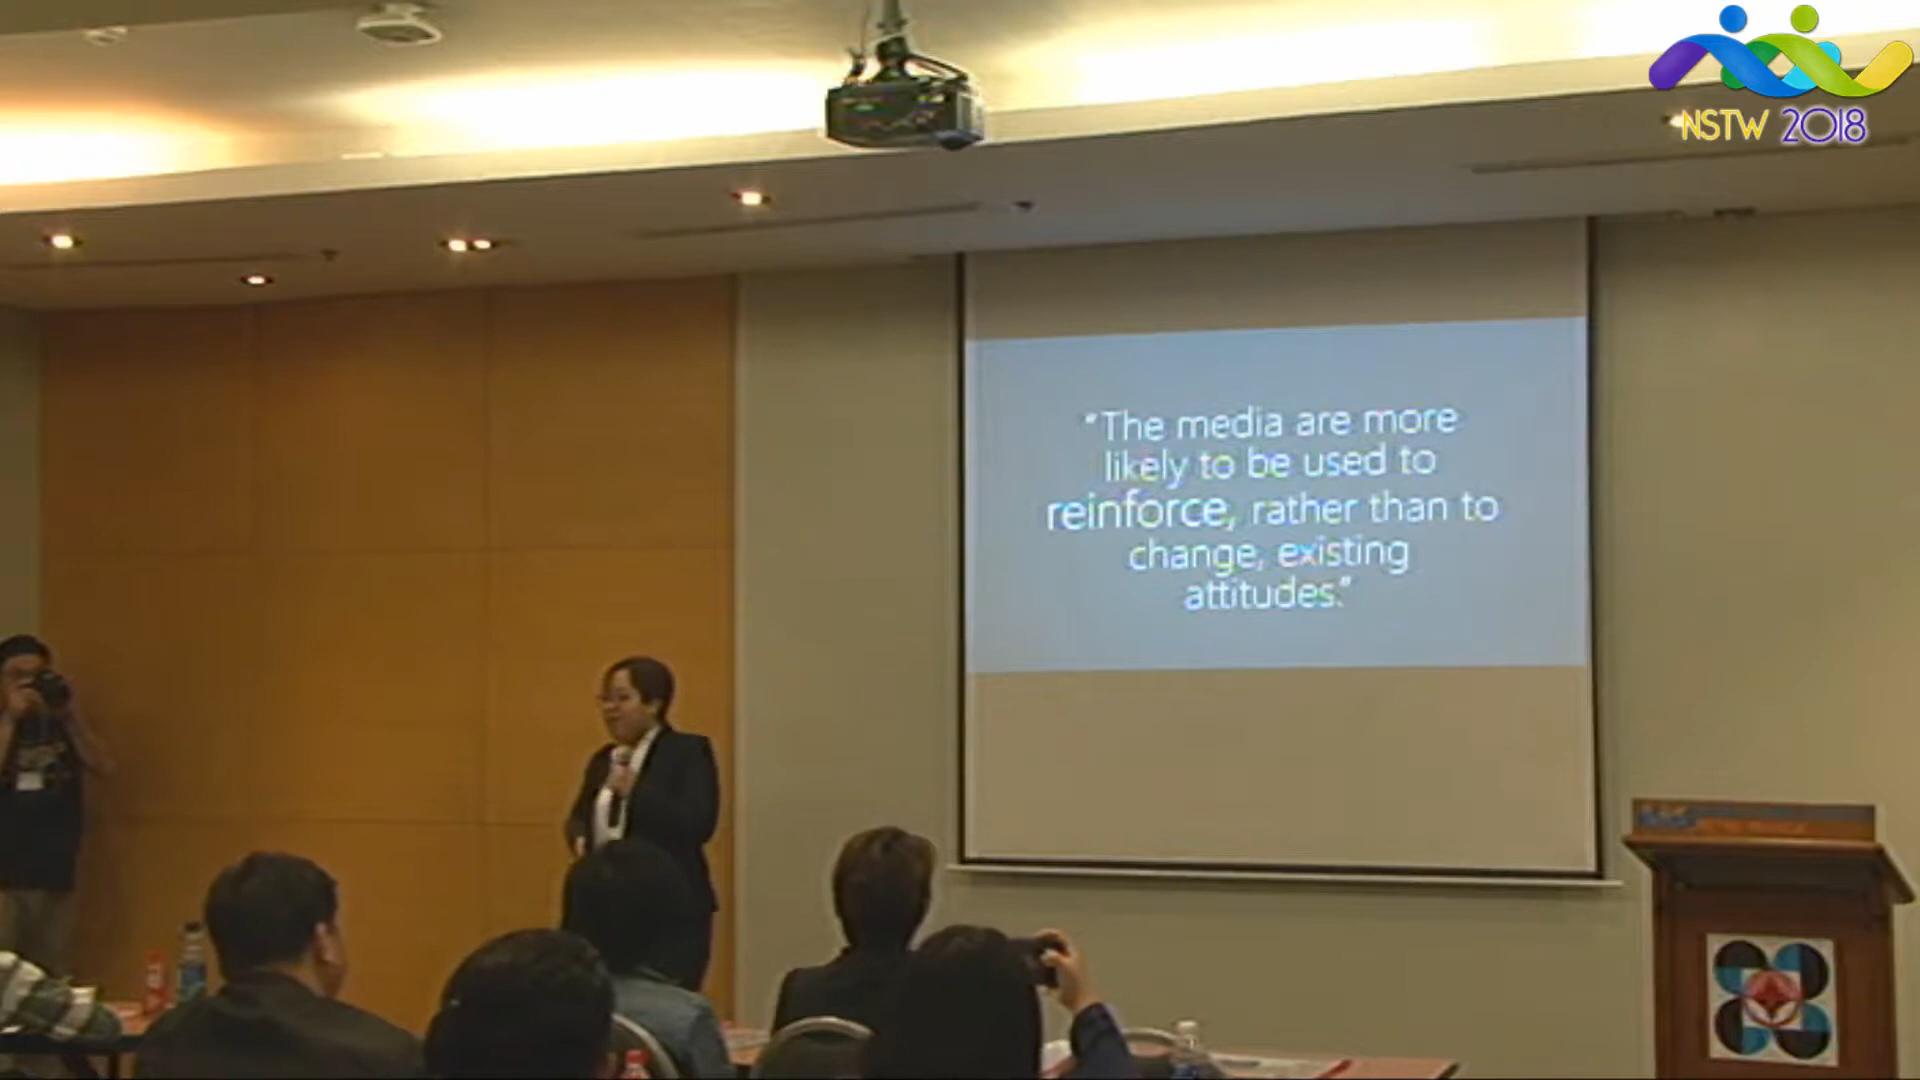 NSTW 2018
“The media are more
likely to be used to
reinforce, rather than to
change, existing
attitudes.”